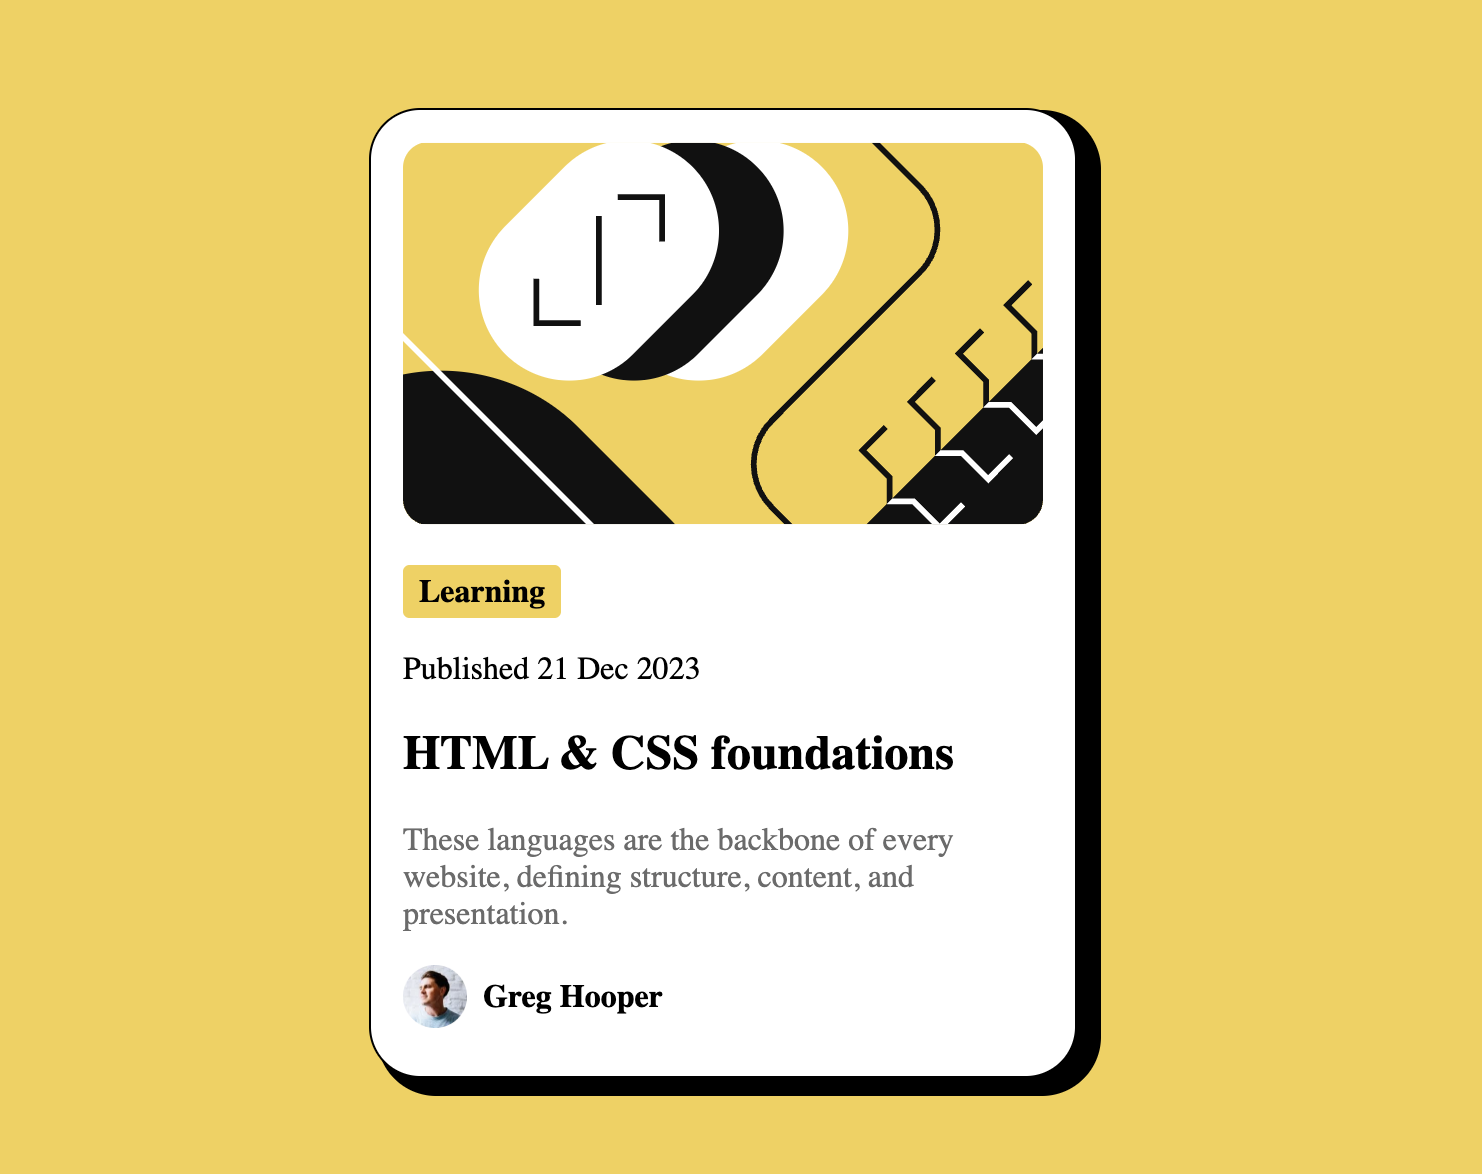 Learning
Published 21 Dec 2023
HTML & CSS foundations
These languages are the backbone of every
website, defining structure, content, and
presentation.
Greg Hooper